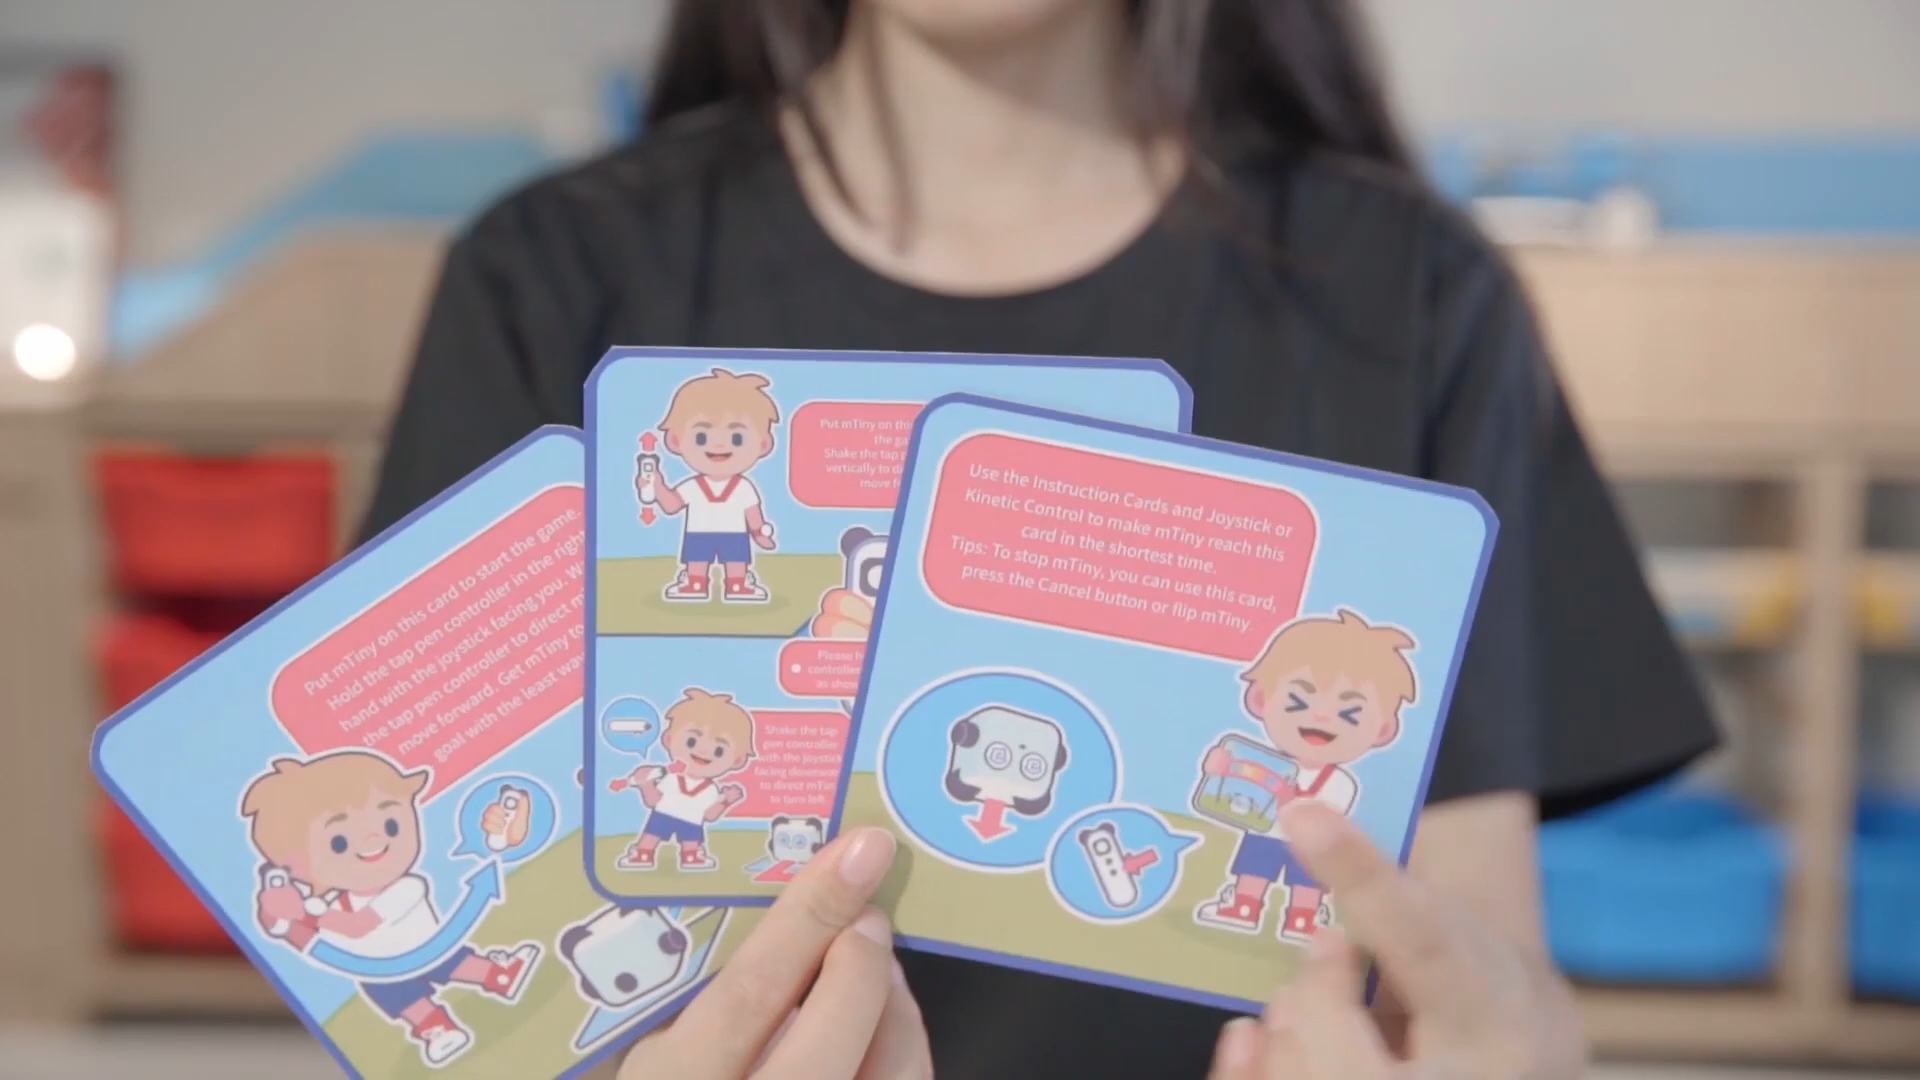 Put mTiny on this card to start the game.
Hold the tap pen controller in the right
hand with the joystick facing you.
the tap pen controller to direct
move forward. Get mTiny to
goal with the least
Put mTiny on this
the
Shake the tap
vertically to
move
Please
controller
as
Shake the tap
pen controller
with the joystick
facing
to direct mTiny
to turn left.
Use the Instruction Cards and Joystick or
Kinetic Control to make mTiny reach this
card in the shortest time.
Tips: To stop mTiny, you can use this card,
press the Cancel button or flip mTiny.